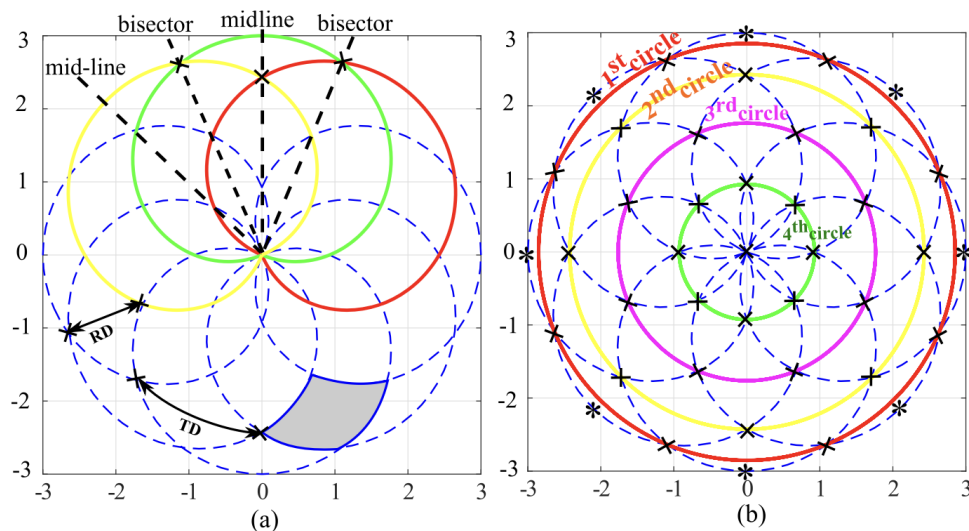 bisector midline bisector
mid-line
3
2
1
0
-1
-2
-3
-3 -2 -1 0 1 2 3
RD
TD
(a)
1st circle
2nd circle
3rd circle
4th circle
3
2
1
0
-1
-2
-3
-3 -2 -1 0 1 2 3
(b)